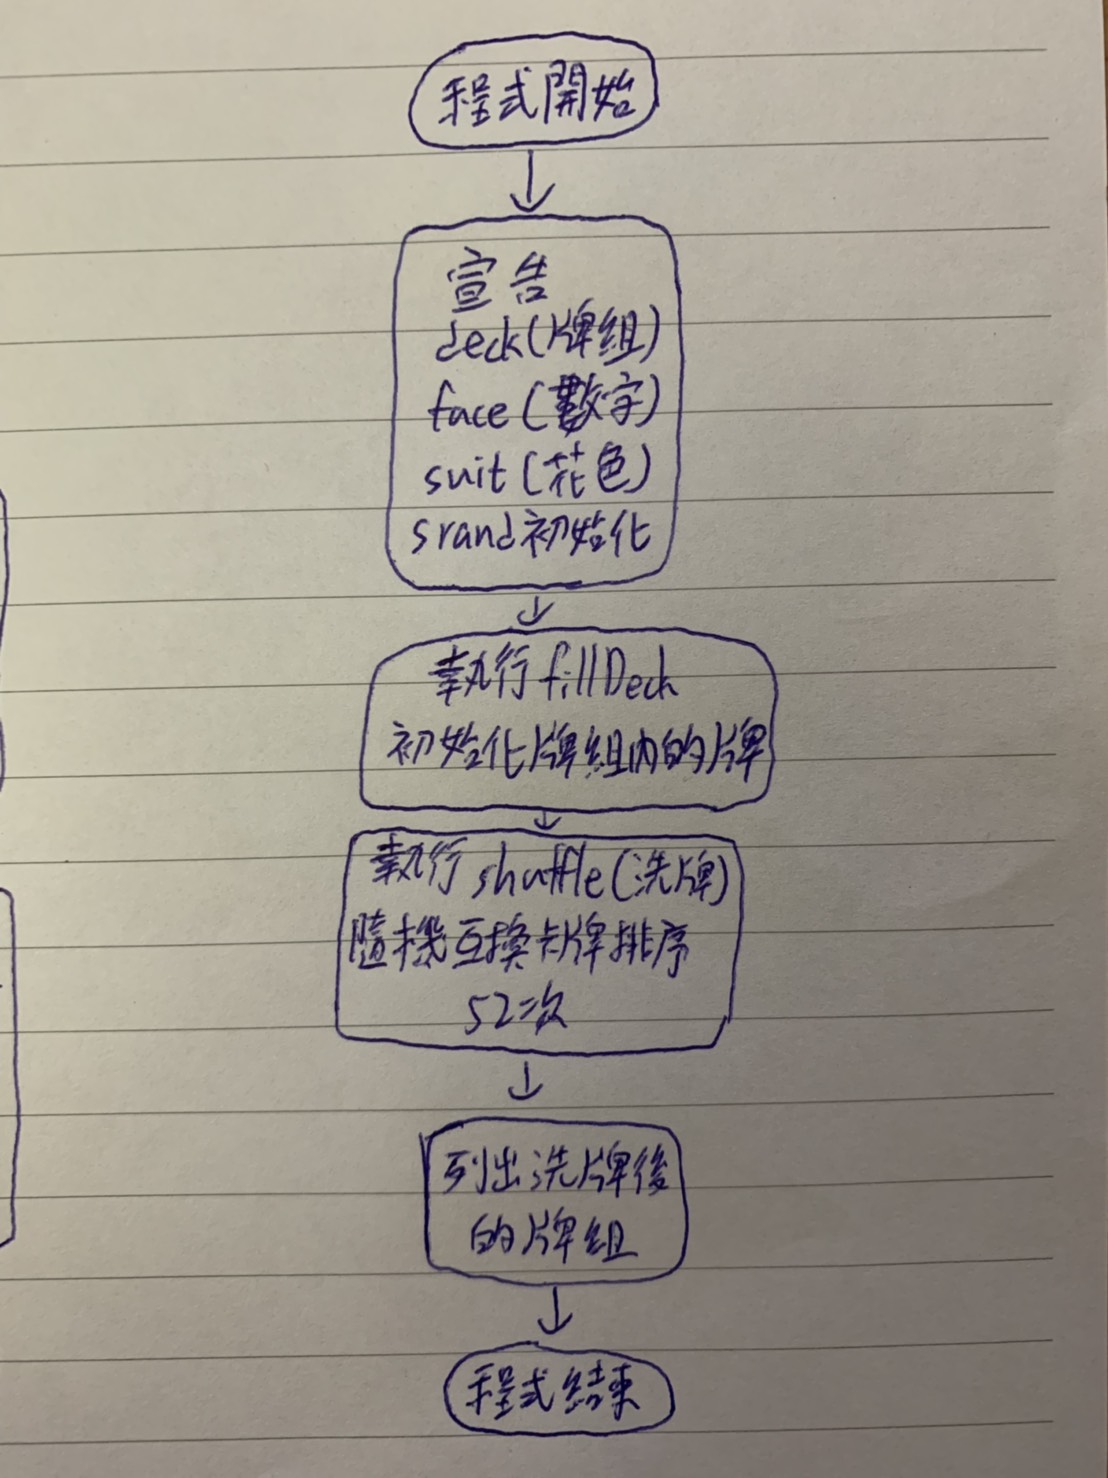 程式開始
宣告
deck(牌組)
face(數字)
suit(花色)
srand初始化
執行fillDeck
初始化牌組內的牌
執行shuffle(洗牌)
隨機互換卡牌排序
52次
列出洗牌後
的牌組
程式結束